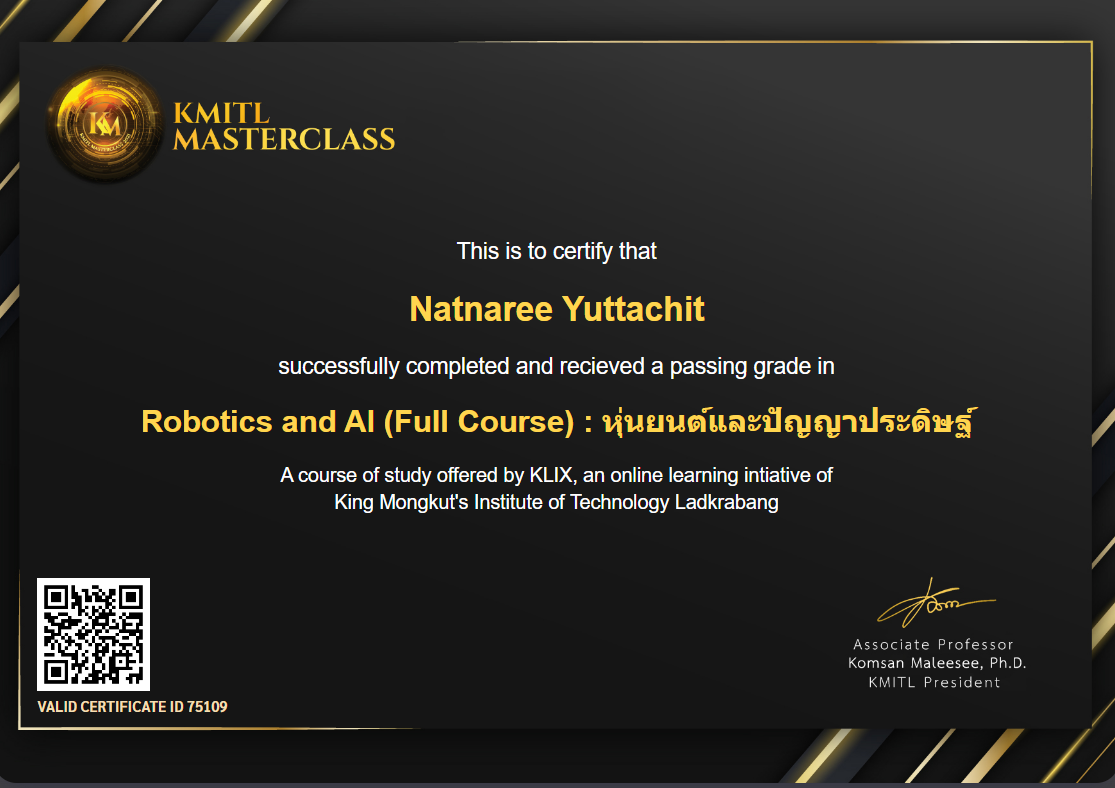 KM
KMITL
MASTERCLASS
This is to certify that
Natnaree Yuttachit
successfully completed and recieved a passing grade in
Robotics and AI (Full Course) : หุ่นยนต์และปัญญาประดิษฐ์
A course of study offered by KLIX, an online learning intiative of
King Mongkut's Institute of Technology Ladkrabang
VALID CERTIFICATE ID 75109
Associate Professor
Komsan Maleesee, Ph.D.
KMITL President